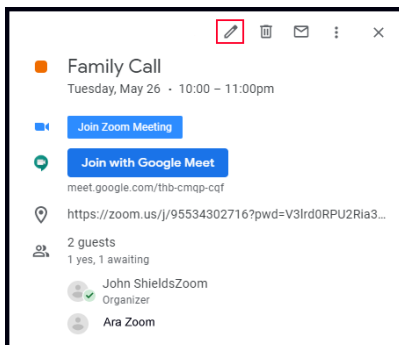 Family Call
Tuesday, May 26 • 10:00 – 11:00pm
Join Zoom Meeting
Join with Google Meet
meet.google.com/thb-cmqp-cqf
https://zoom.us/j/95534302716?pwd=V3lrd0RPU2Ria3...
2 guests
1 yes, 1 awaiting
John ShieldsZoom
Organizer
Ara Zoom